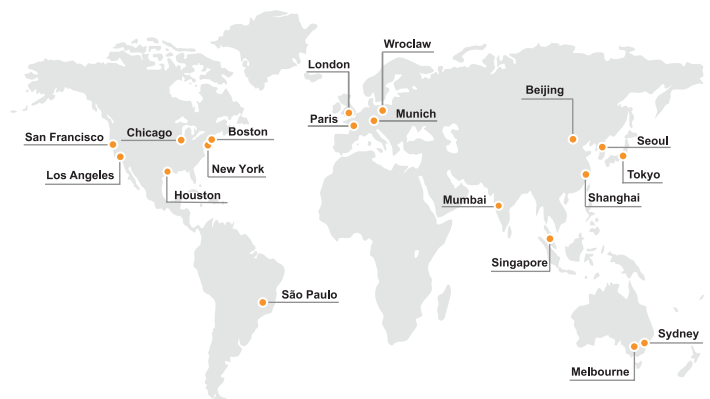 Wroclaw
London
Beijing
Paris
Munich
San Francisco
Chicago
Boston
Seoul
Los Angeles
New York
Tokyo
Houston
Mumbai
Shanghai
Singapore
São Paulo
Sydney
Melbourne